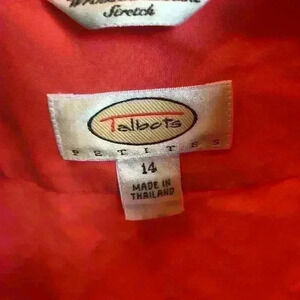 Stretch
Talbots
PETITES
14
MADE IN
THAILAND